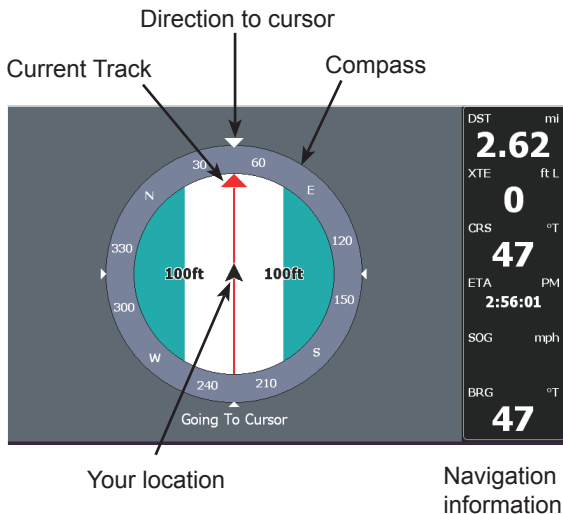 Direction to cursor
Current Track
Compass
DST mi
2.62
XTE ft L
0
CRS °T
47
ETA PM
2:56:01
SOG mph
BRG °T
47
30
60
N
E
330
120
100ft
100ft
300
150
W
S
240
210
Going To Cursor
Your location
Navigation
information